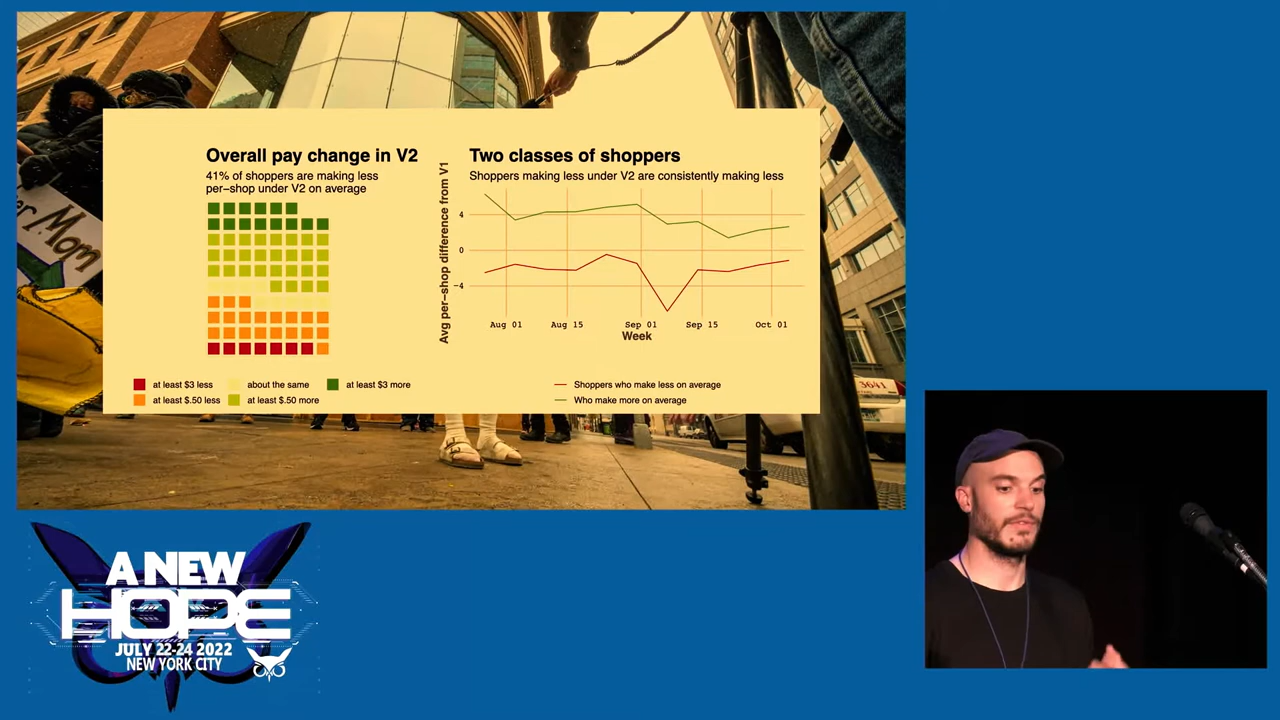 er Mom
3641
Overall pay change in V2
41% of shoppers are making less
per-shop under V2 on average
at least $3 less
about the same
at least $3 more
at least $.50 less
at least $.50 more
Two classes of shoppers
Shoppers making less under V2 are consistently making less
Avg per-shop difference from V1
4
0
-4
Aug 01
Aug 15
Sep 01
Sep 15
Oct 01
Week
Shoppers who make less on average
Who make more on average
A NEW
HOPE
JULY 22-24 2022
NEW YORK CITY